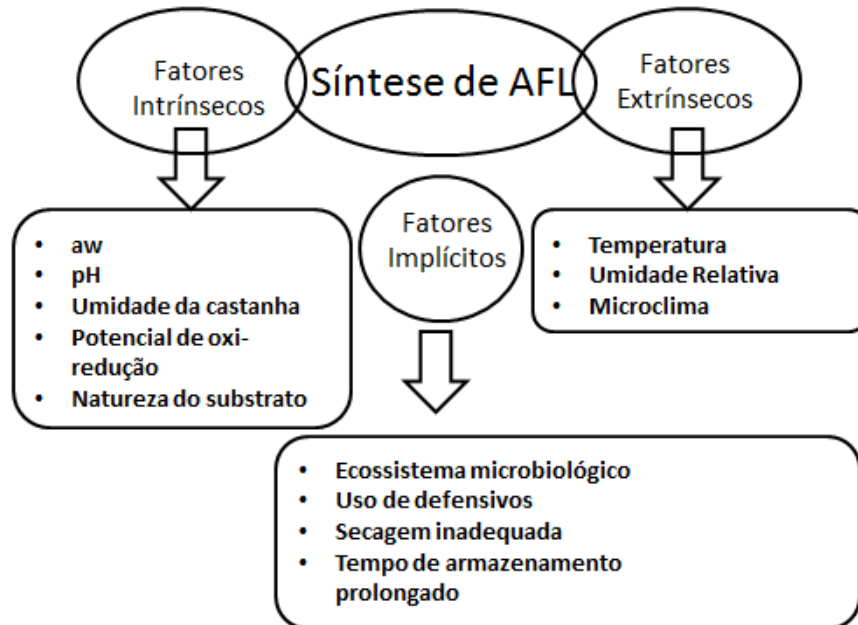 Fatores
Intrínsecos
Síntese de AFL
Fatores
Extrínsecos
• aw
• pH
• Umidade da castanha
• Potencial de oxi-
redução
• Natureza do substrato
Fatores
Implícitos
• Temperatura
• Umidade Relativa
• Microclima
• Ecossistema microbiológico
• Uso de defensivos
• Secagem inadequada
• Tempo de armazenamento
prolongado